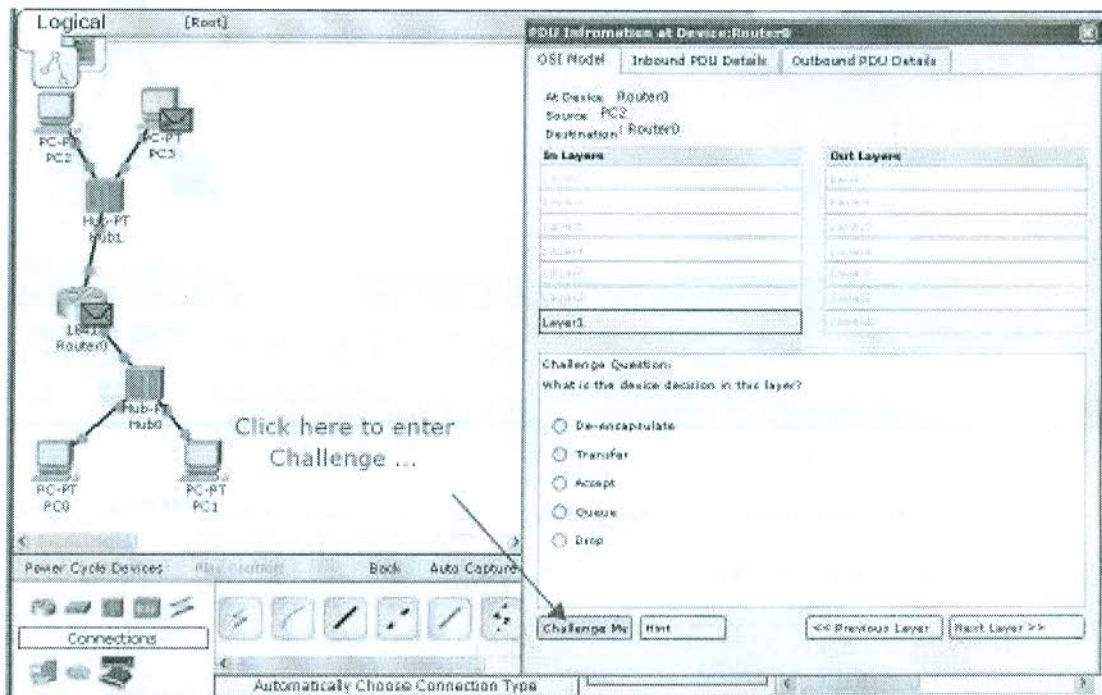 Logical
[Root]
PC-PT
PC2
PC-PT
PC3
Hub-PT
Hub1
1841
Router0
Hub-PT
Hub0
PC-PT
PC0
PC-PT
PC1
Click here to enter
Challenge ...
Power Cycle Devices
Back
Auto Capture
Connections
Automatically Choose Connection Type
PDU Infromation at Device:Router0
OSI Model
Inbound PDU Details
Outbound PDU Details
At Device Router0
Source PC2
Destination: Router0
In Layers
Out Layers
Layer1
Challenge Question:
What is the device decision in this layer?
De-encapsulate
Transfer
Accept
Queue
Drop
Challenge Me
Hint
<< Previous Layer
Next Layer >>